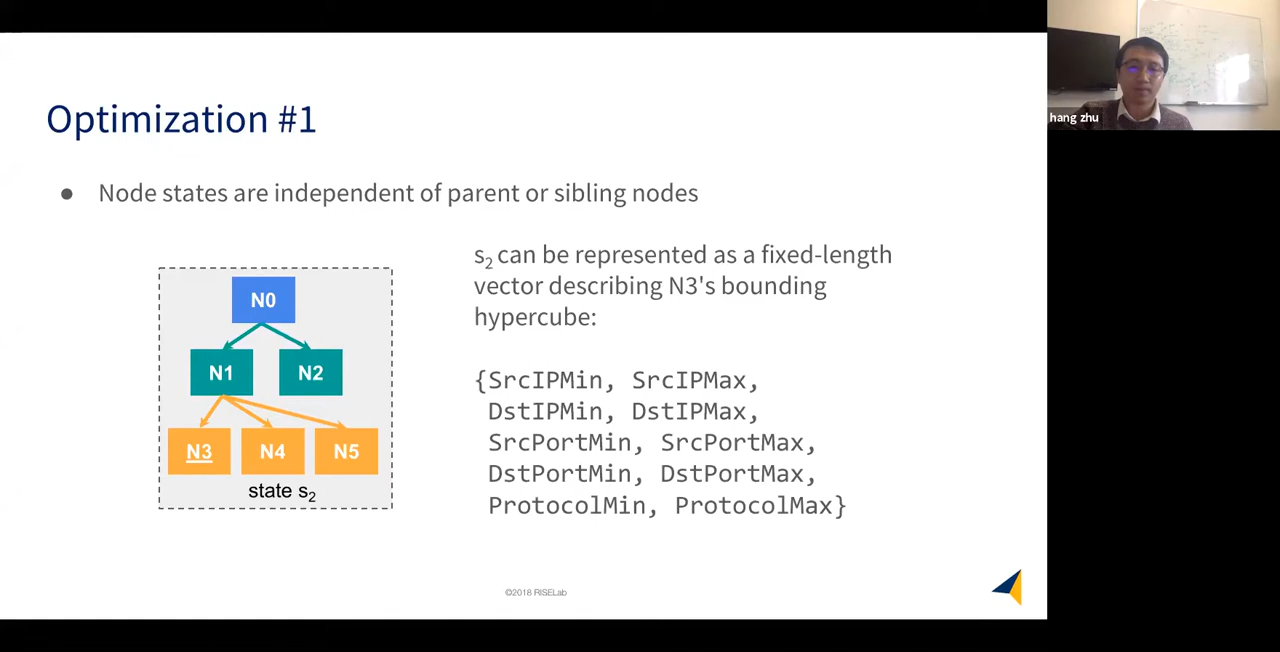 Optimization #1
● Node states are independent of parent or sibling nodes
s2 can be represented as a fixed-length
vector describing N3's bounding
hypercube:
{SrcIPMin, SrcIPMax,
DstIPMin, DstIPMax,
SrcPortMin, SrcPortMax,
DstPortMin, DstPortMax,
ProtocolMin, ProtocolMax}
N0
N1 N2
N3 N4 N5
state s2
©2018 RISELab
hang zhu